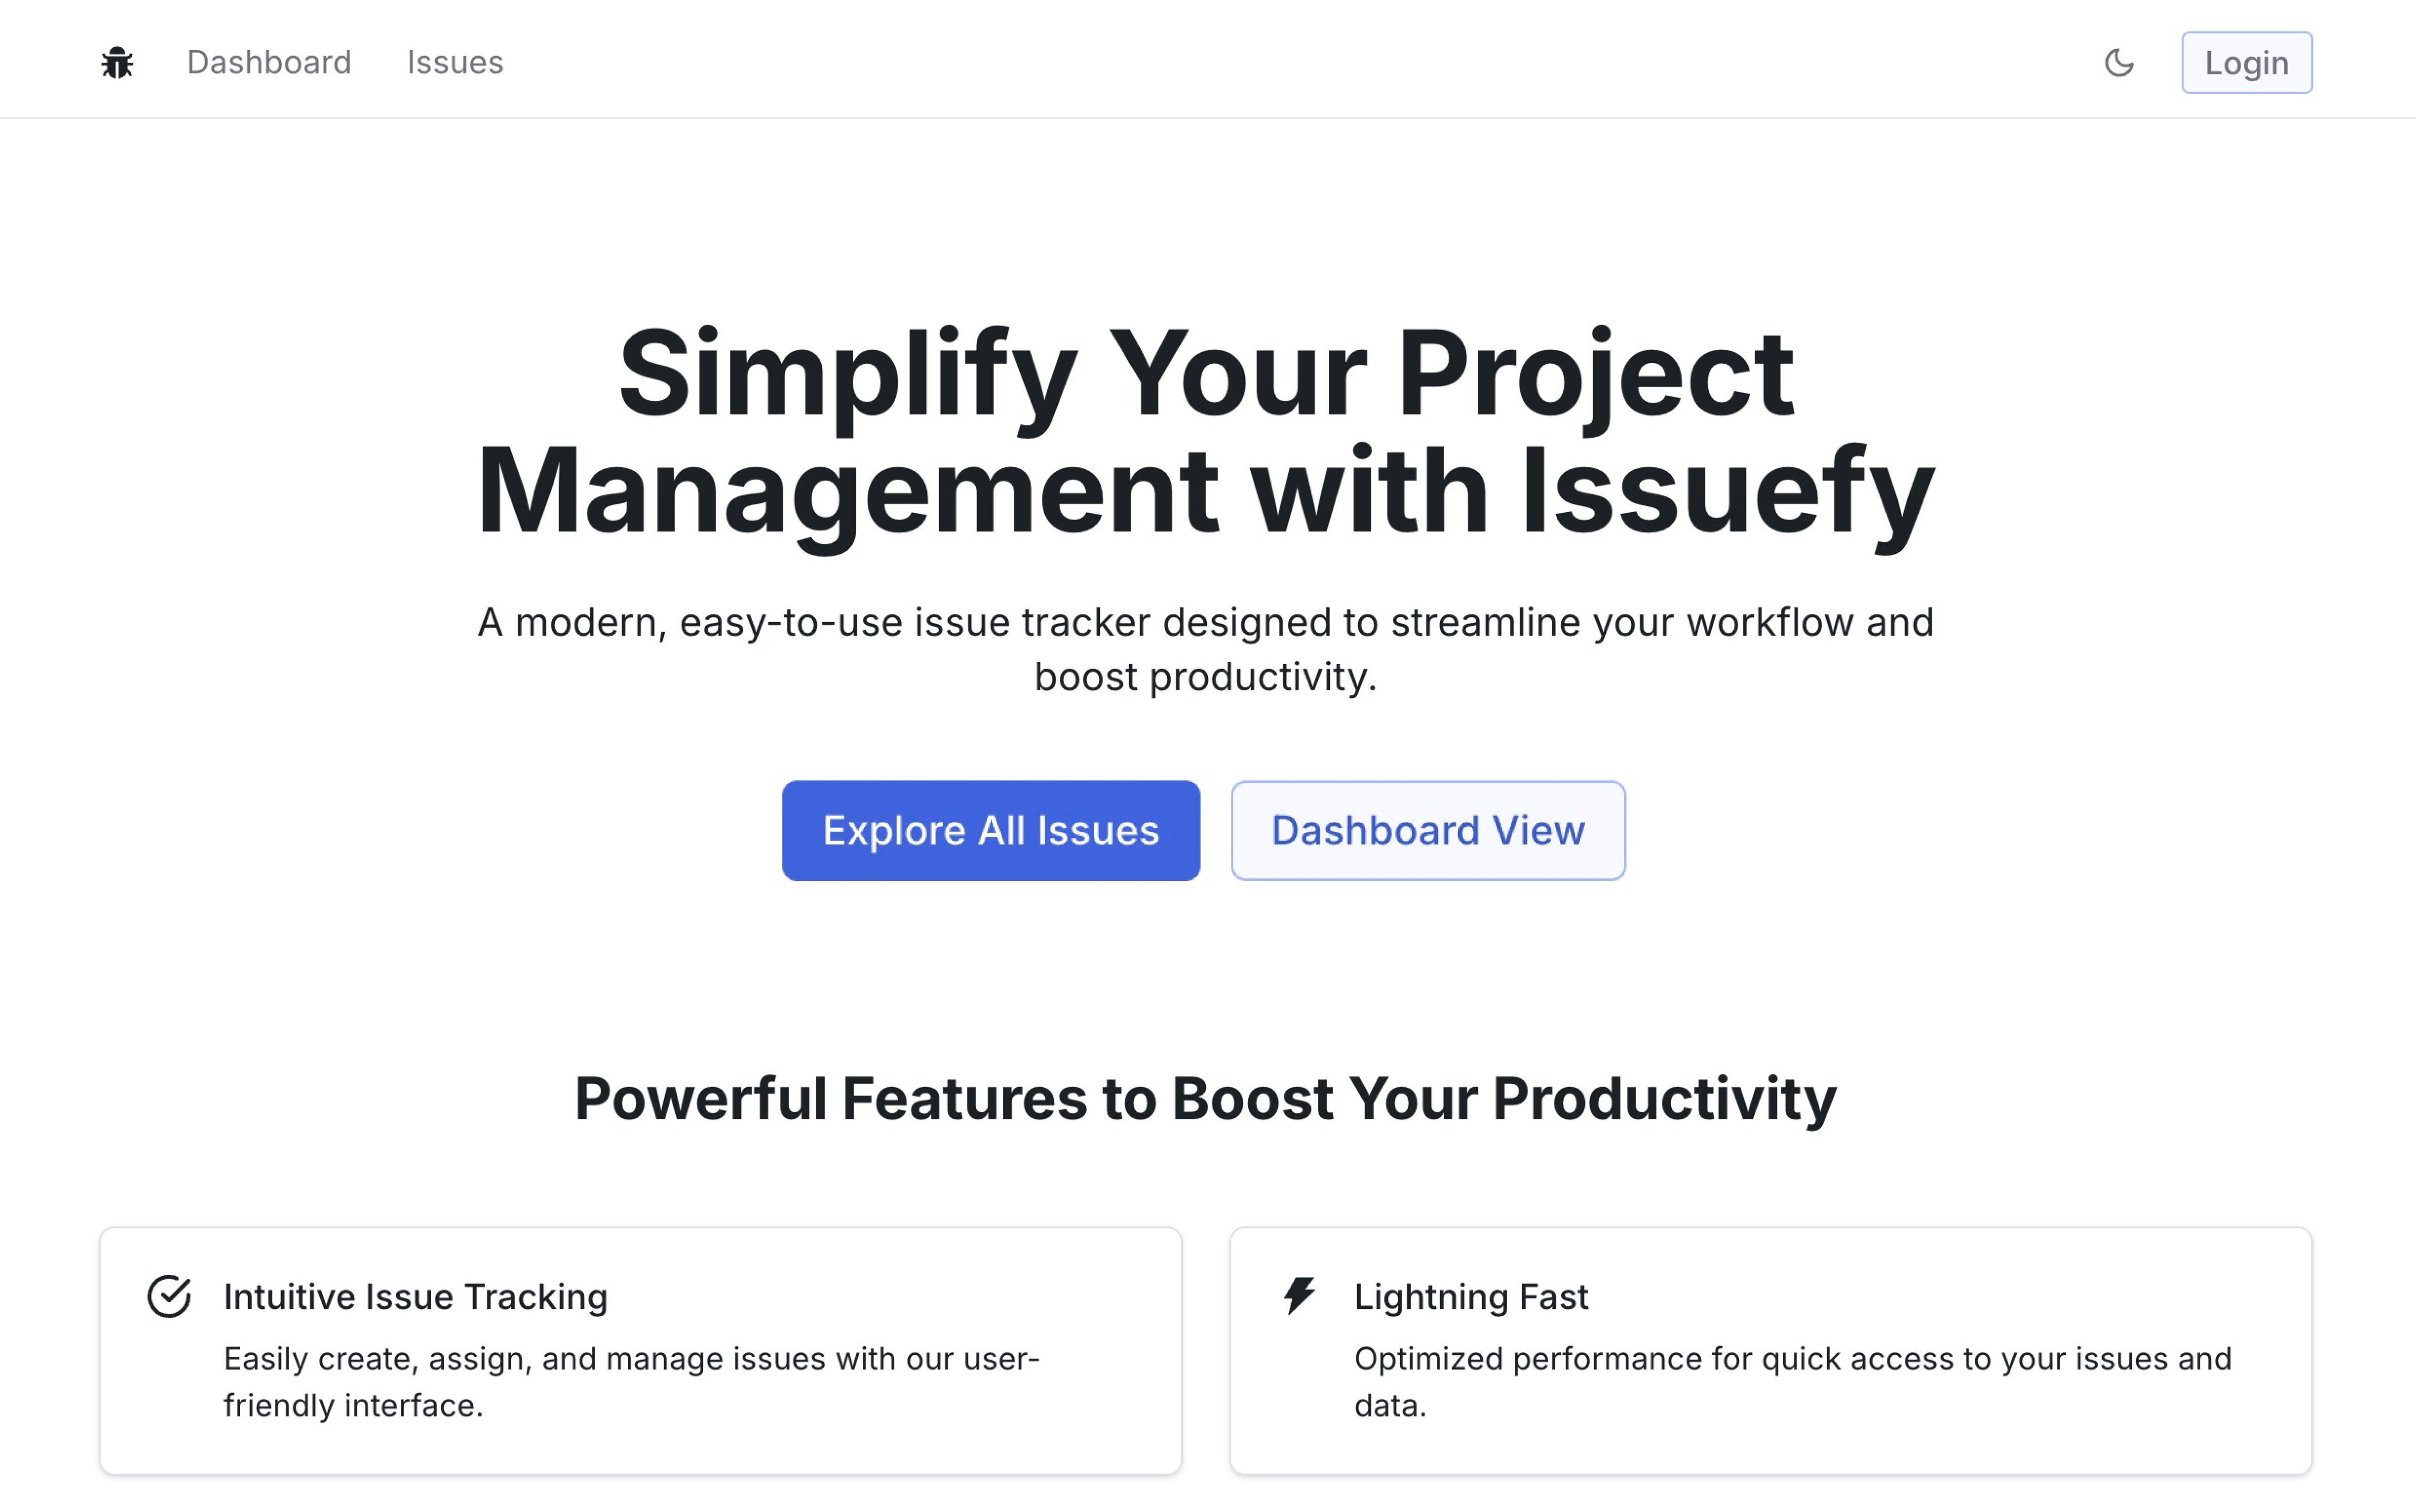 Dashboard Issues Login
Simplify Your Project
Management with Issuefy
A modern, easy-to-use issue tracker designed to streamline your workflow and
boost productivity.
Explore All Issues Dashboard View
Powerful Features to Boost Your Productivity
Intuitive Issue Tracking
Easily create, assign, and manage issues with our user-
friendly interface.
Lightning Fast
Optimized performance for quick access to your issues and
data.